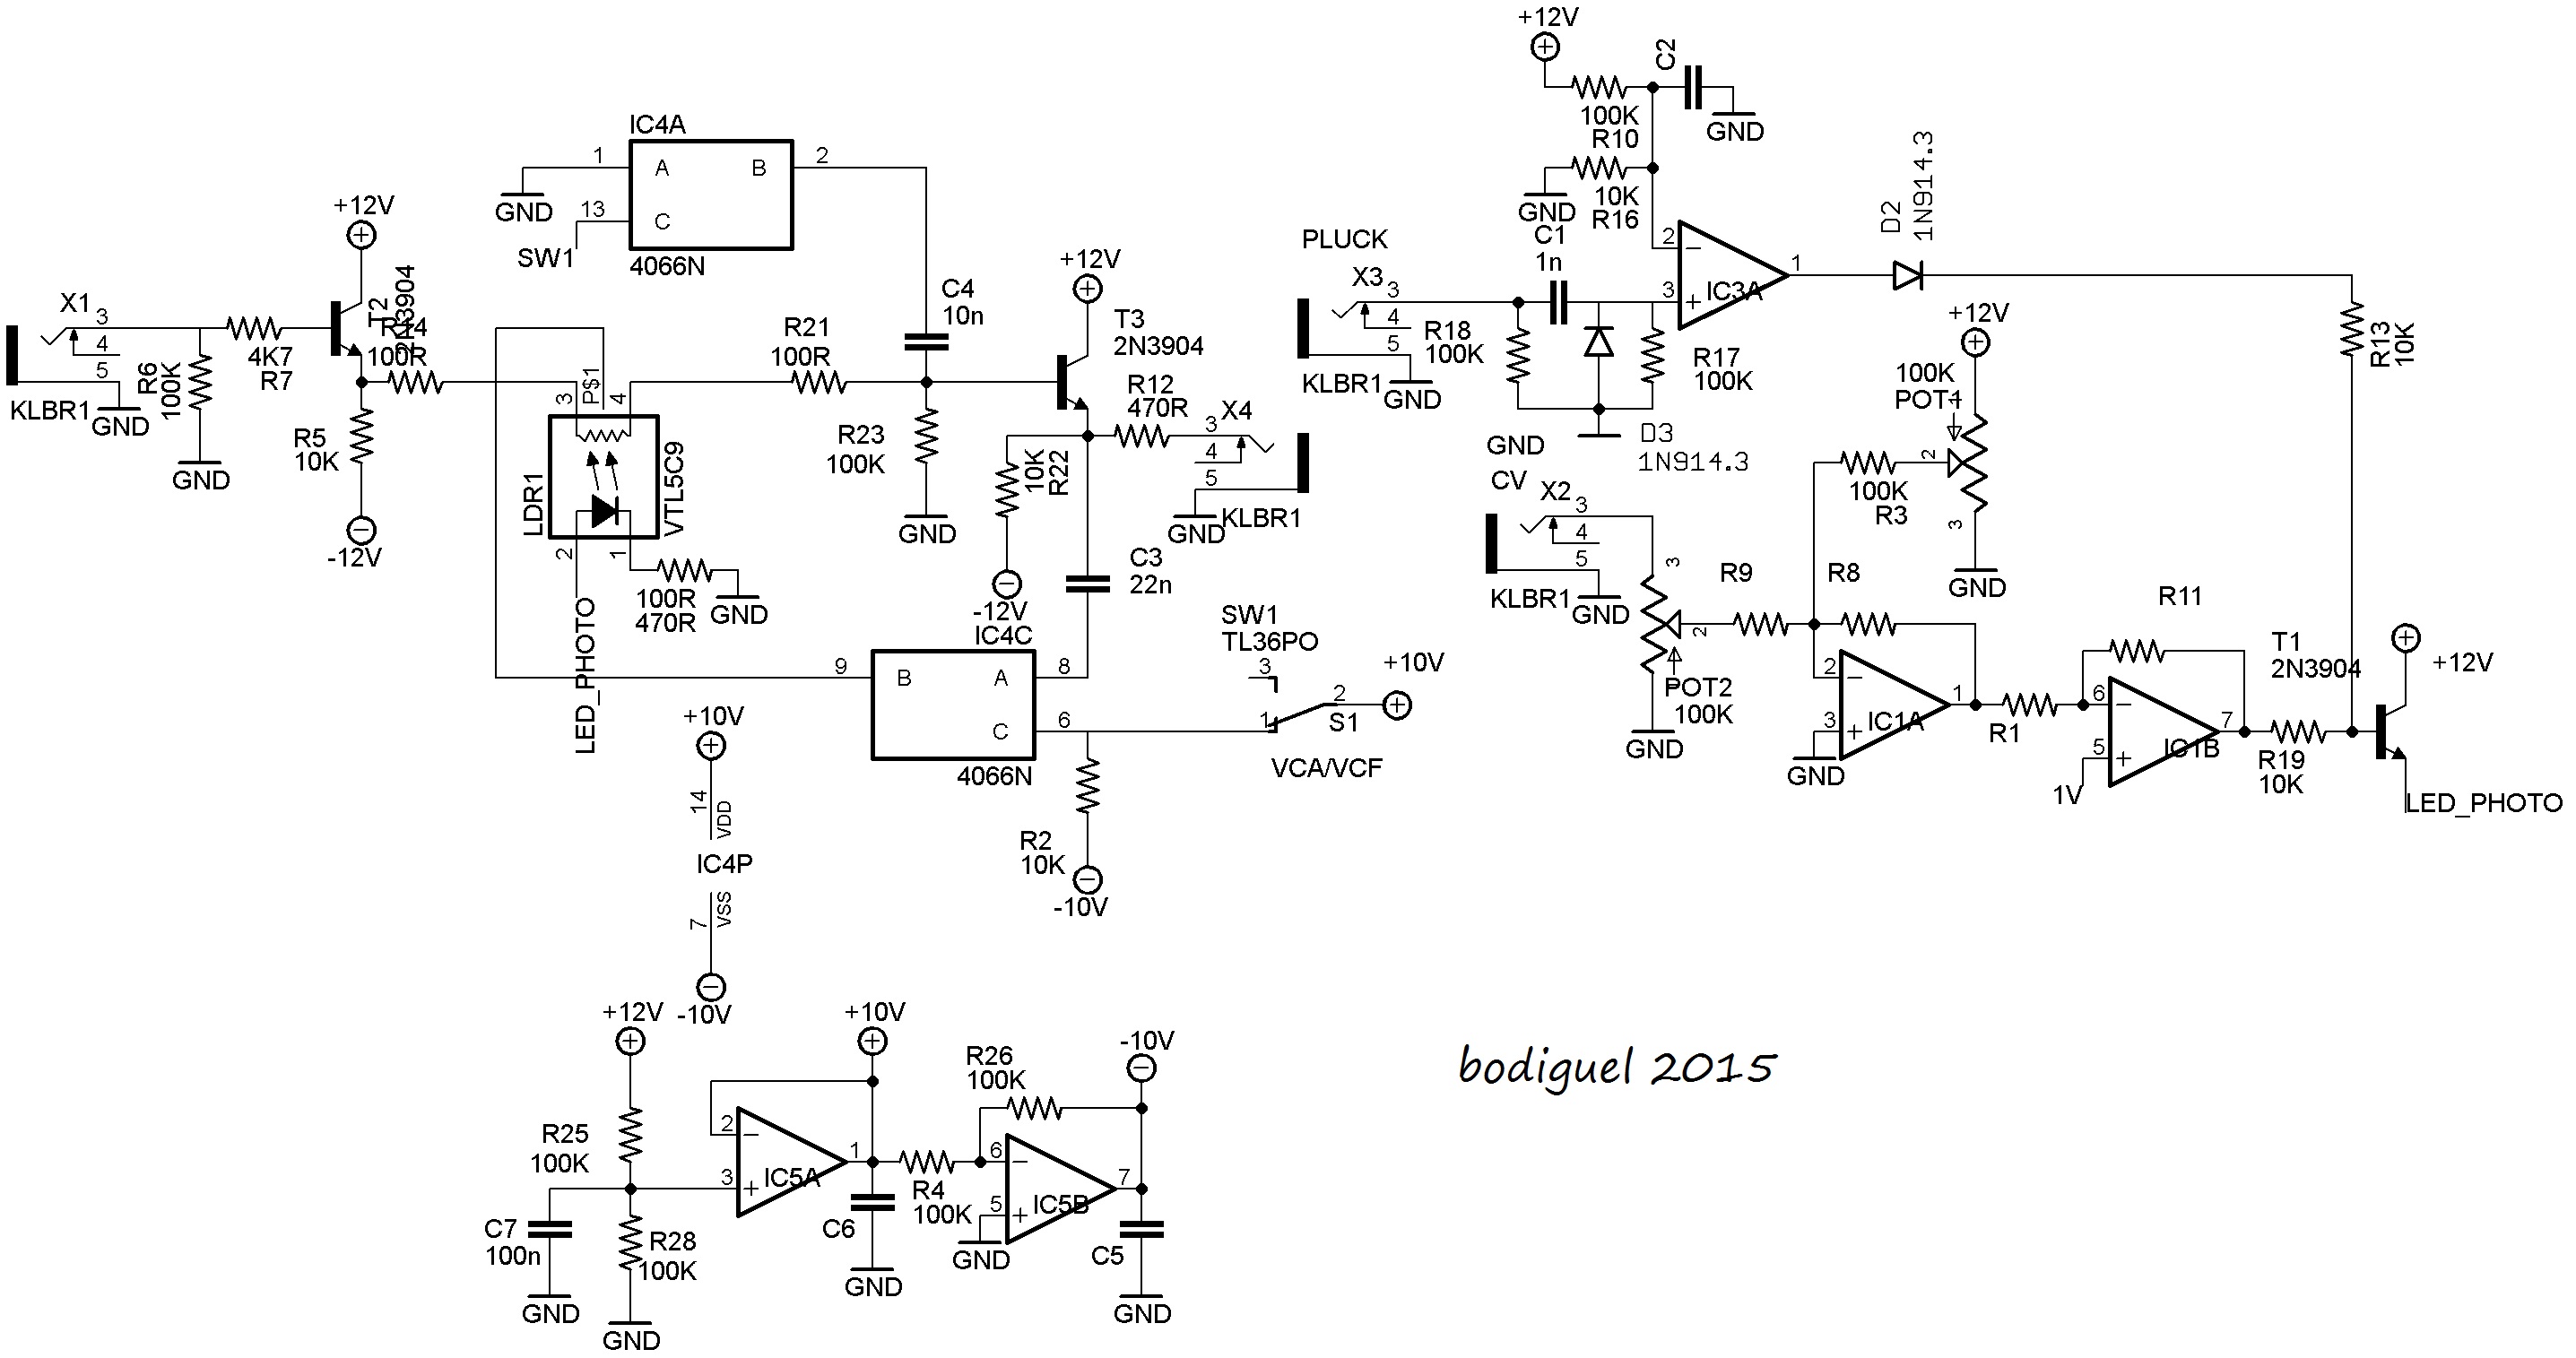 +12V
C2
100K
R10
GND
IC4A
1
A
B
2
GND
13
C
SW1
4066N
10K
R16
GND
D2
1N914.3
C1
1n
2
1
3
IC3A
PLUCK
X3
3
4
5
KLBR1
GND
R18
100K
R17
100K
GND
D3
1N914.3
+12V
T2
2N3904
X1
3
4
5
KLBR1
GND
R6
100K
GND
4K7
R7
R14
100R
R5
10K
-12V
P$1
3
4
LDR1
VTL5C9
2
1
LED_PHOTO
100R
470R
GND
R21
100R
C4
10n
R23
100K
GND
+12V
T3
2N3904
R12
470R
X4
3
4
5
GND
KLBR1
10K
R22
-12V
C3
22n
IC4C
9
B
A
8
C
6
4066N
SW1
TL36PO
3
2
1
S1
+10V
VCA/VCF
R2
10K
-10V
CV
X2
3
4
5
KLBR1
GND
3
2
POT2
100K
GND
R9
R8
+12V
100K
POT1
2
3
GND
100K
R3
2
3
1
IC1A
GND
R1
R11
6
5
7
IC1B
1V
R19
10K
R13
10K
T1
2N3904
+12V
LED_PHOTO
+10V
14
VDD
IC4P
7
VSS
-10V
+12V
R25
100K
C7
100n
GND
R28
100K
GND
2
3
1
IC5A
+10V
C6
GND
R4
100K
R26
100K
6
5
7
IC5B
GND
-10V
C5
GND
bodiguel 2015